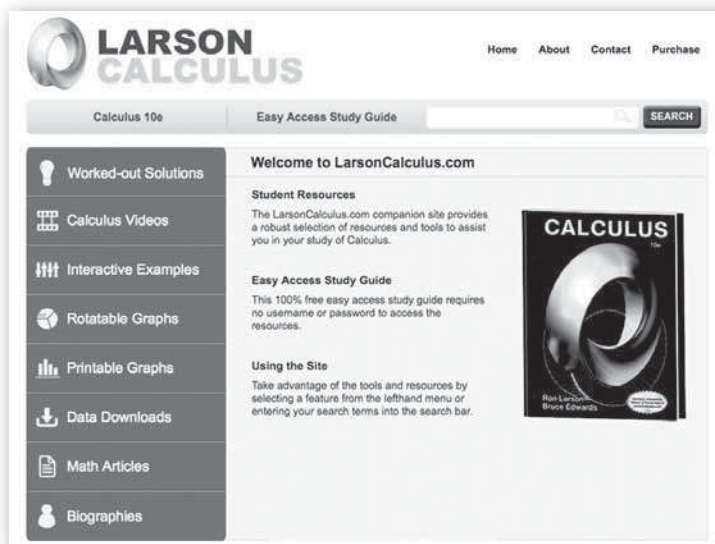 LARSON
CALCULUS
Home About Contact Purchase
Calculus 10e Easy Access Study Guide SEARCH
Worked-out Solutions
Calculus Videos
Interactive Examples
Rotatable Graphs
Printable Graphs
Data Downloads
Math Articles
Biographies
Welcome to LarsonCalculus.com
Student Resources
The LarsonCalculus.com companion site provides
a robust selection of resources and tools to assist
you in your study of Calculus.
Easy Access Study Guide
This 100% free easy access study guide requires
no username or password to access the
resources.
Using the Site
Take advantage of the tools and resources by
selecting a feature from the lefthand menu or
entering your search terms into the search bar.
CALCULUS
10e
Ron Larson
Bruce Edwards